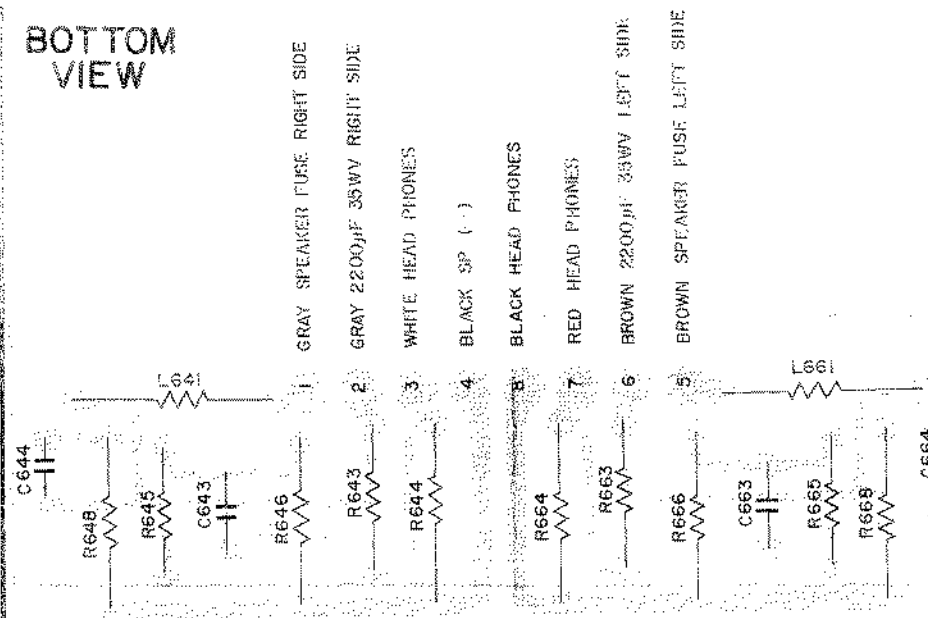 BOTTOM
VIEW
GRAY SPEAKER FUSE RIGHT SIDE
GRAY 2200µF 35WV RIGHT SIDE
WHITE HEAD PHONES
BLACK SP (-)
BLACK HEAD PHONES
RED HEAD PHONES
BROWN 2200µF 35WV LEFT SIDE
BROWN SPEAKER FUSE LEFT SIDE
1
2
3
4
8
7
6
5
L641
L661
C644
R648
R645
C643
R646
R643
R644
R664
R663
R666
C663
R665
R668
C664